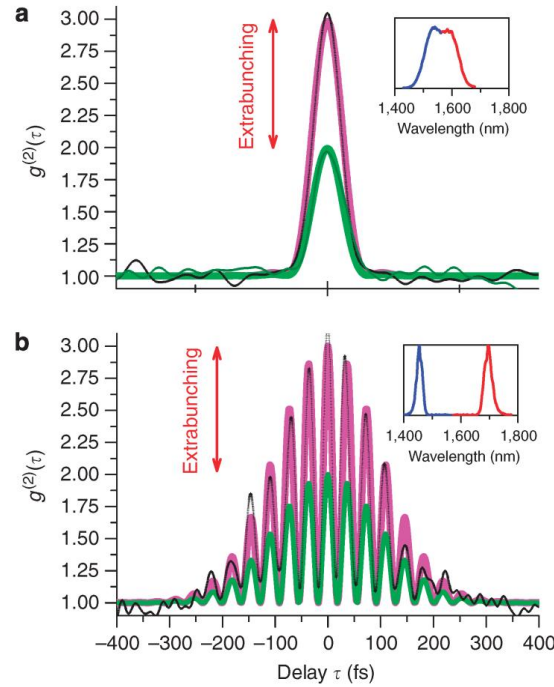 a
3.00
2.75
2.50
2.25
2.00
1.75
1.50
1.25
1.00
g(2)(τ)
Extrabunching
1,400 1,600 1,800
Wavelength (nm)
b
3.00
2.75
2.50
2.25
2.00
1.75
1.50
1.25
1.00
g(2)(τ)
Extrabunching
1,400 1,600 1,800
Wavelength (nm)
−400 −300 −200 −100 0 100 200 300 400
Delay τ (fs)